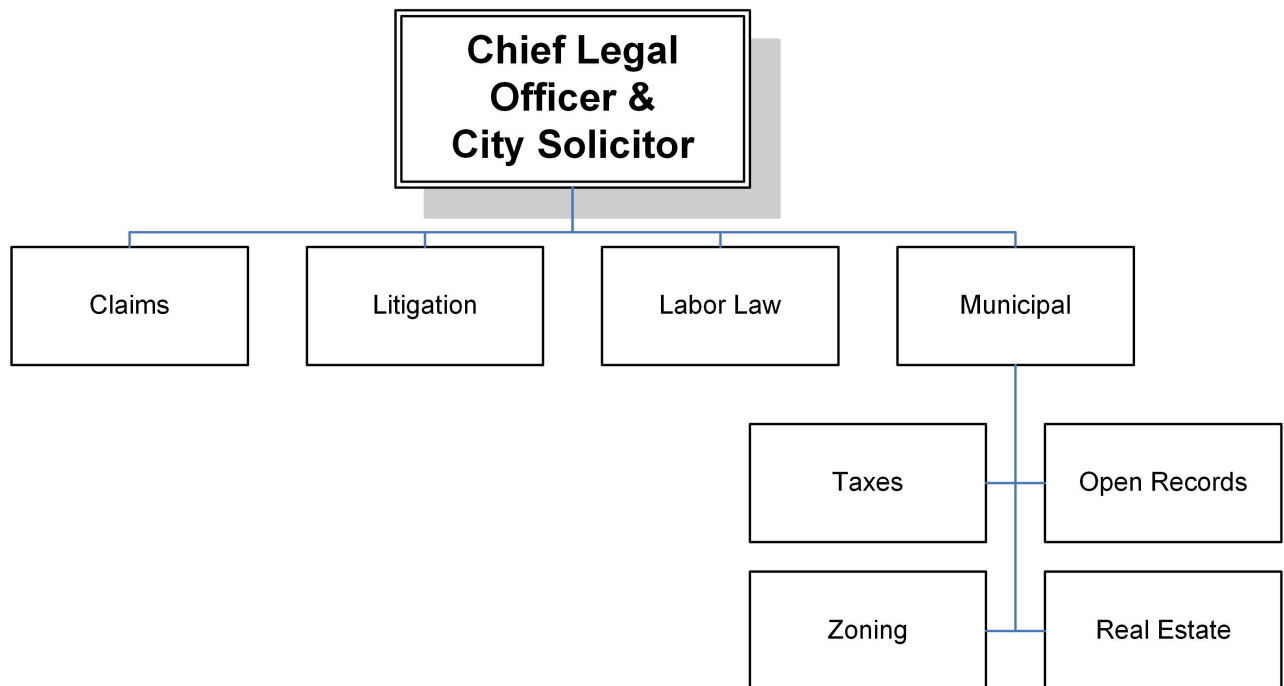 Chief Legal
Officer &
City Solicitor
Claims
Litigation
Labor Law
Municipal
Taxes
Open Records
Zoning
Real Estate